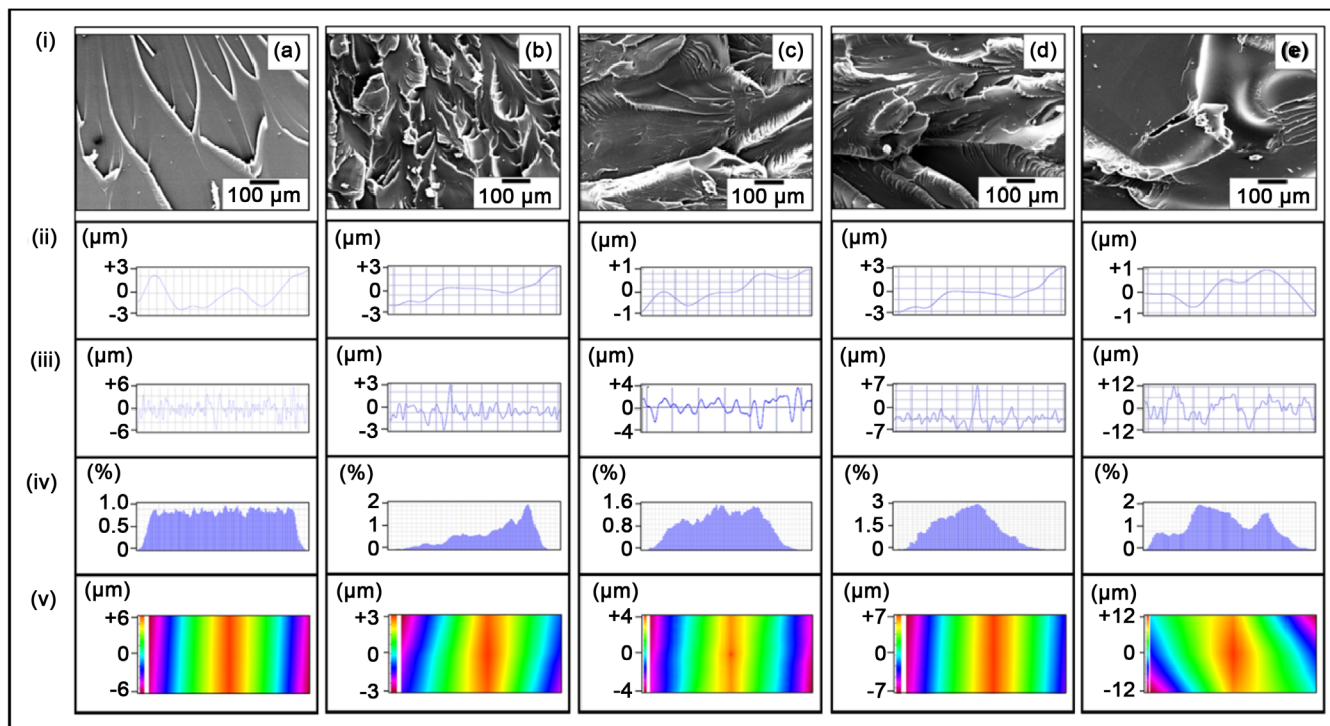 (i) (a) (b) (c) (d) (e)
100 µm 100 µm 100 µm 100 µm 100 µm
(ii) (µm) (µm) (µm) (µm) (µm)
+3 +3 +1 +3 +1
0 0 0 0 0
-3 -3 -1 -3 -1
(iii) (µm) (µm) (µm) (µm) (µm)
+6 +3 +4 +7 +12
0 0 0 0 0
-6 -3 -4 -7 -12
(iv) (%) (%) (%) (%) (%)
1.0 2 1.6 3 2
0.5 1 0.8 1.5 1
0 0 0 0 0
(v) (µm) (µm) (µm) (µm) (µm)
+6 +3 +4 +7 +12
0 0 0 0 0
-6 -3 -4 -7 -12